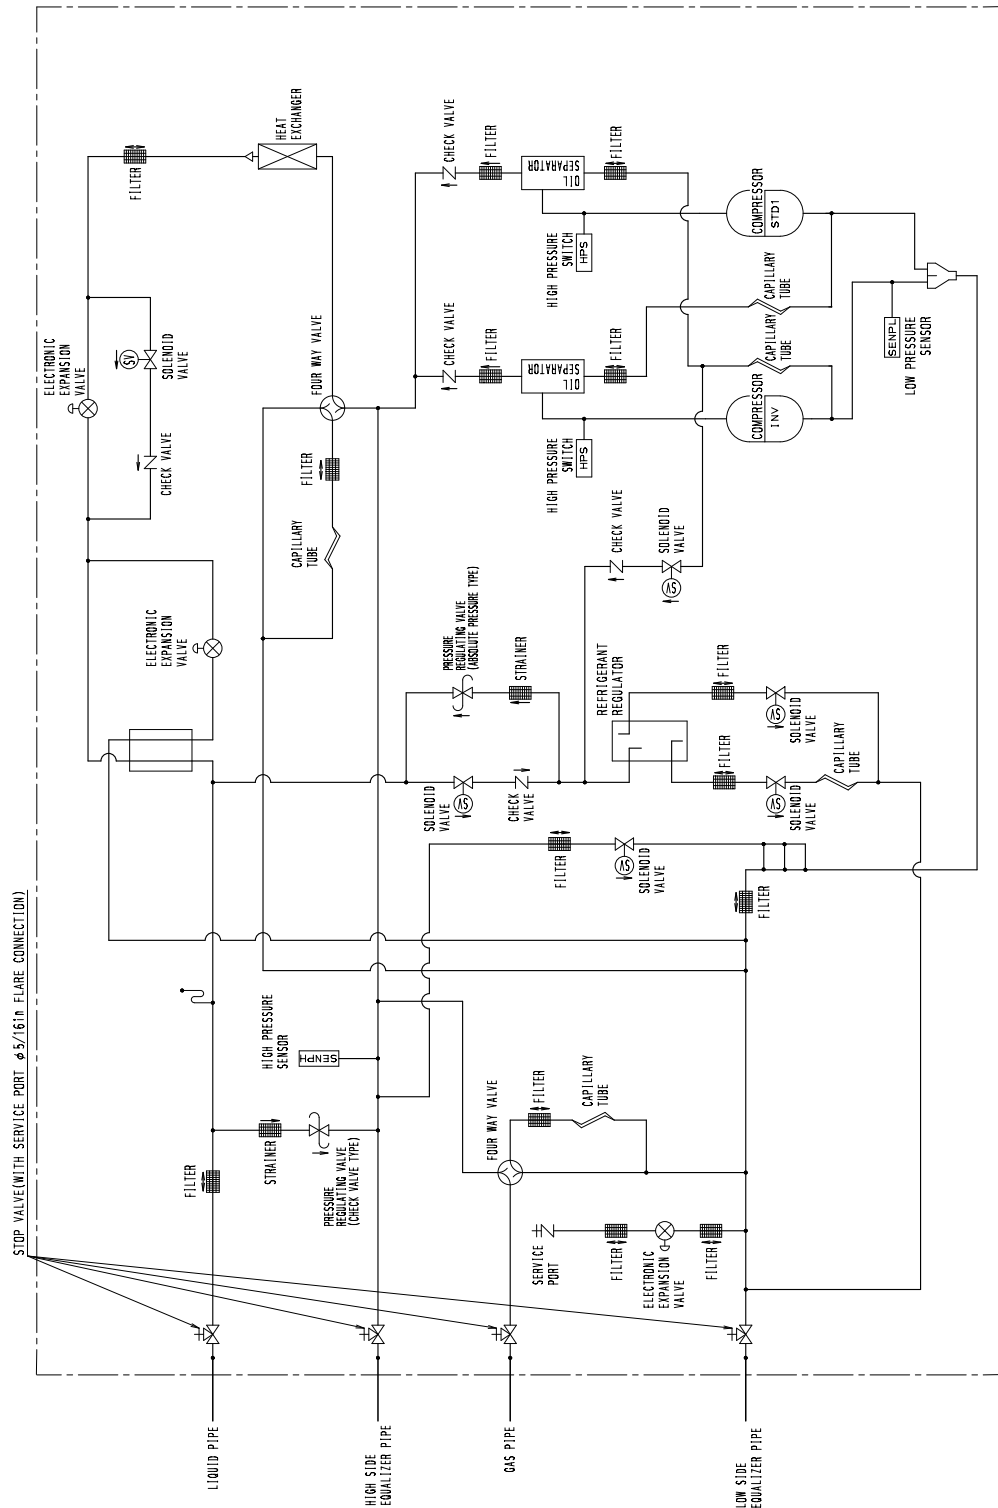 STOP VALVE(WITH SERVICE PORT φ5/16in FLARE CONNECTION)
ELECTRONIC
EXPANSION
VALVE
FILTER
HEAT
EXCHANGER
SV
SOLENOID
VALVE
CHECK VALVE
FOUR WAY VALVE
FILTER
CAPILLARY
TUBE
ELECTRONIC
EXPANSION
VALVE
CHECK VALVE
FILTER
OIL
SEPARATOR
FILTER
HIGH PRESSURE
SWITCH
HPS
COMPRESSOR
STD1
CAPILLARY
TUBE
CHECK VALVE
FILTER
OIL
SEPARATOR
FILTER
HIGH PRESSURE
SWITCH
HPS
COMPRESSOR
INV
CAPILLARY
TUBE
SENPL
LOW PRESSURE
SENSOR
CHECK VALVE
SOLENOID
VALVE
SV
PRESSURE
REGULATING VALVE
(ABSOLUTE PRESSURE TYPE)
STRAINER
REFRIGERANT
REGULATOR
FILTER
SV
SOLENOID
VALVE
SOLENOID
VALVE
SV
CHECK
VALVE
FILTER
SV
SOLENOID
VALVE
CAPILLARY
TUBE
FILTER
SV
SOLENOID
VALVE
FILTER
HIGH PRESSURE
SENSOR
SENPH
FILTER
STRAINER
PRESSURE
REGULATING VALVE
(CHECK VALVE TYPE)
FOUR WAY VALVE
FILTER
CAPILLARY
TUBE
SERVICE
PORT
FILTER
ELECTRONIC
EXPANSION
VALVE
FILTER
LIQUID PIPE
HIGH SIDE
EQUALIZER PIPE
GAS PIPE
LOW SIDE
EQUALIZER PIPE